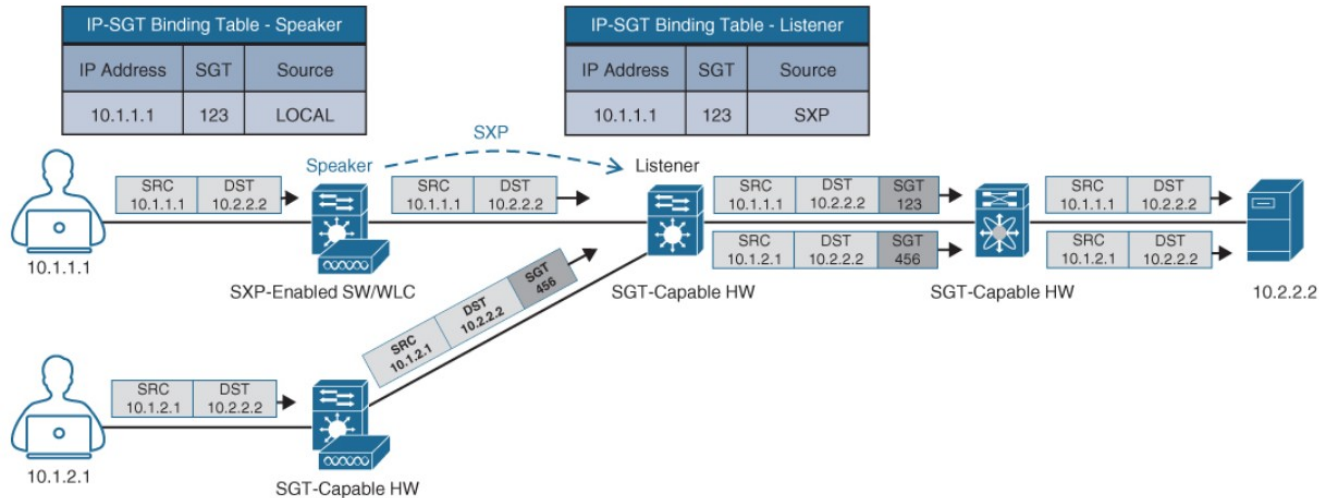 IP-SGT Binding Table - Speaker
IP Address SGT Source
10.1.1.1 123 LOCAL
IP-SGT Binding Table - Listener
IP Address SGT Source
10.1.1.1 123 SXP
SXP
Speaker
Listener
SRC DST
10.1.1.1 10.2.2.2
SRC DST
10.1.1.1 10.2.2.2
SRC DST SGT
10.1.1.1 10.2.2.2 123
SRC DST
10.1.1.1 10.2.2.2
SRC DST SGT
10.1.2.1 10.2.2.2 456
SRC DST
10.1.2.1 10.2.2.2
10.1.1.1
SXP-Enabled SW/WLC
SGT-Capable HW
SGT-Capable HW
10.2.2.2
SRC DST SGT
10.1.2.1 10.2.2.2 456
SRC DST
10.1.2.1 10.2.2.2
10.1.2.1
SGT-Capable HW